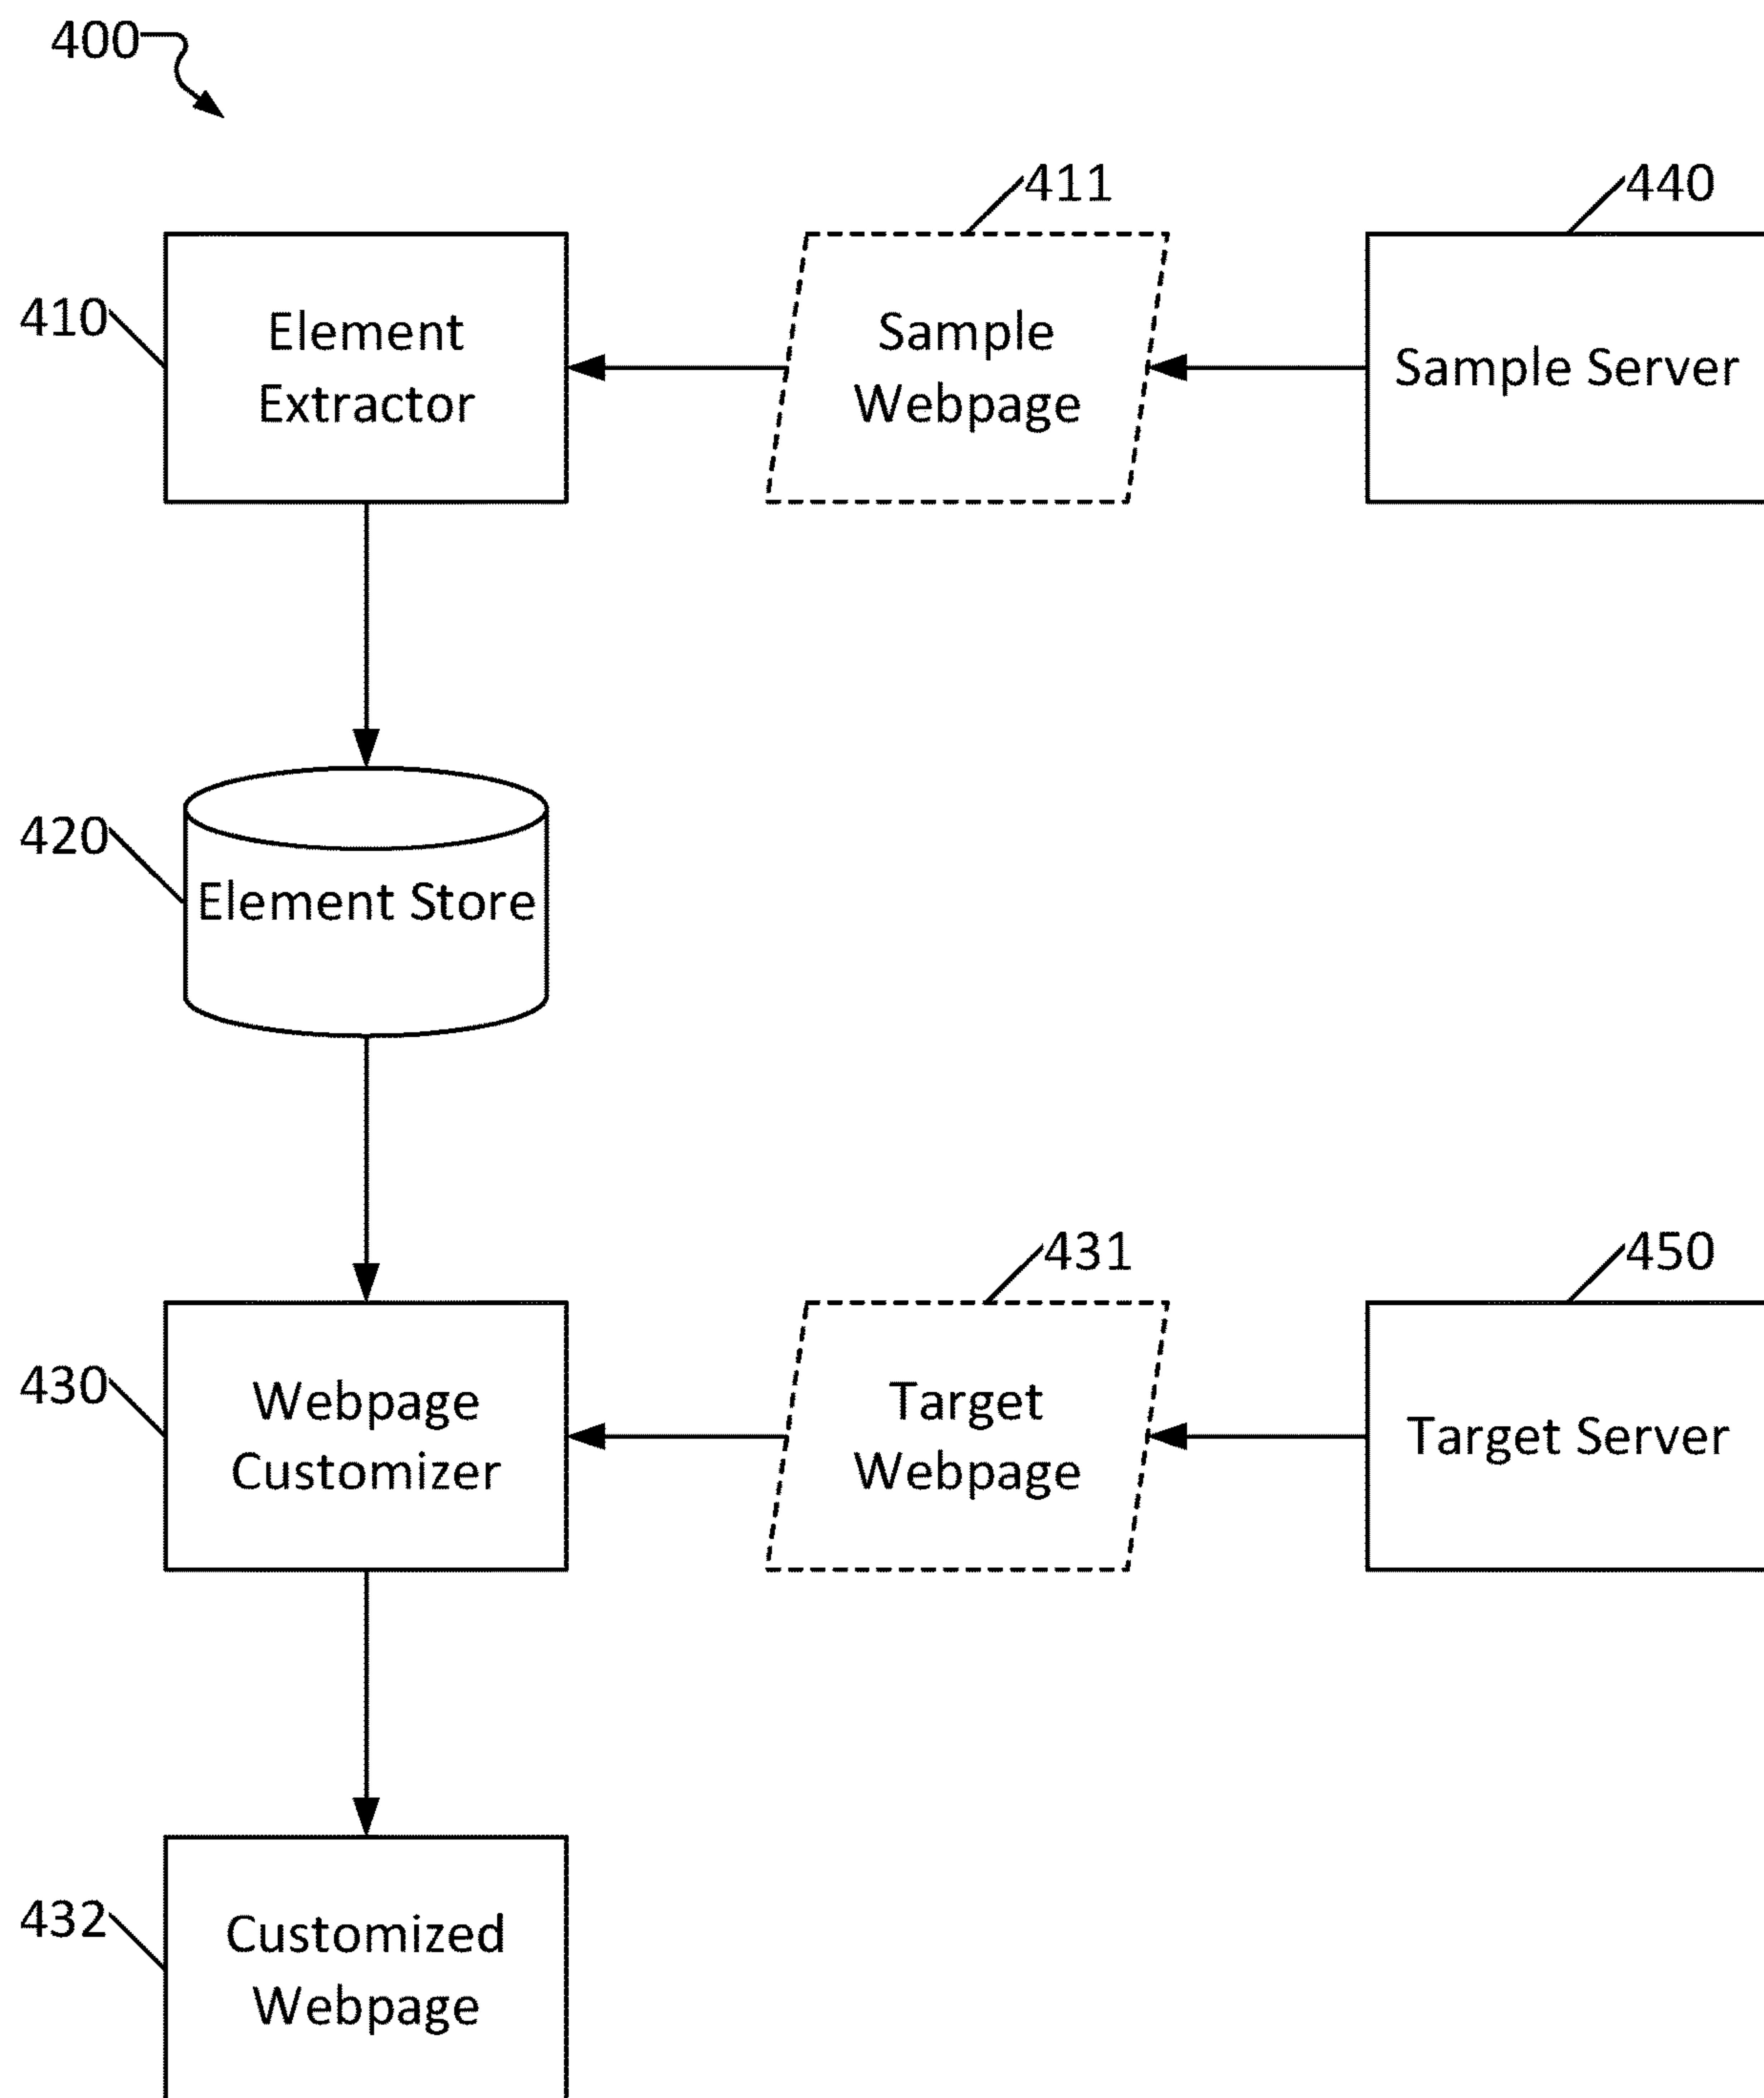 400
411
440
410
Element
Extractor
Sample
Webpage
Sample Server
420
Element Store
431
450
430
Webpage
Customizer
Target
Webpage
Target Server
432
Customized
Webpage